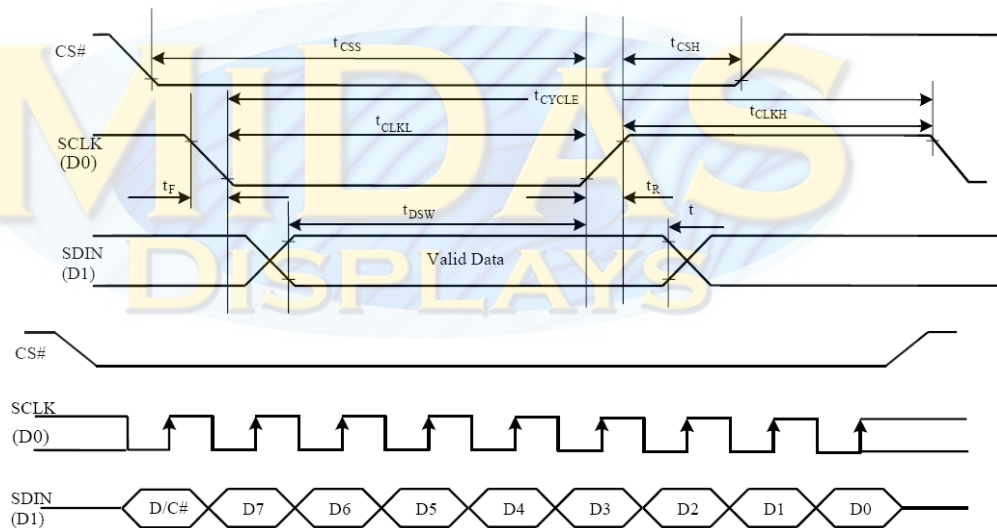 MIDAS
DISPLAYS
CS#
tCSS
tCSH
tCYCLE
SCLK
(D0)
tCLKL
tCLKH
tF
tR
tDSW
t
SDIN
(D1)
Valid Data
CS#
SCLK
(D0)
SDIN
(D1)
D/C# D7 D6 D5 D4 D3 D2 D1 D0